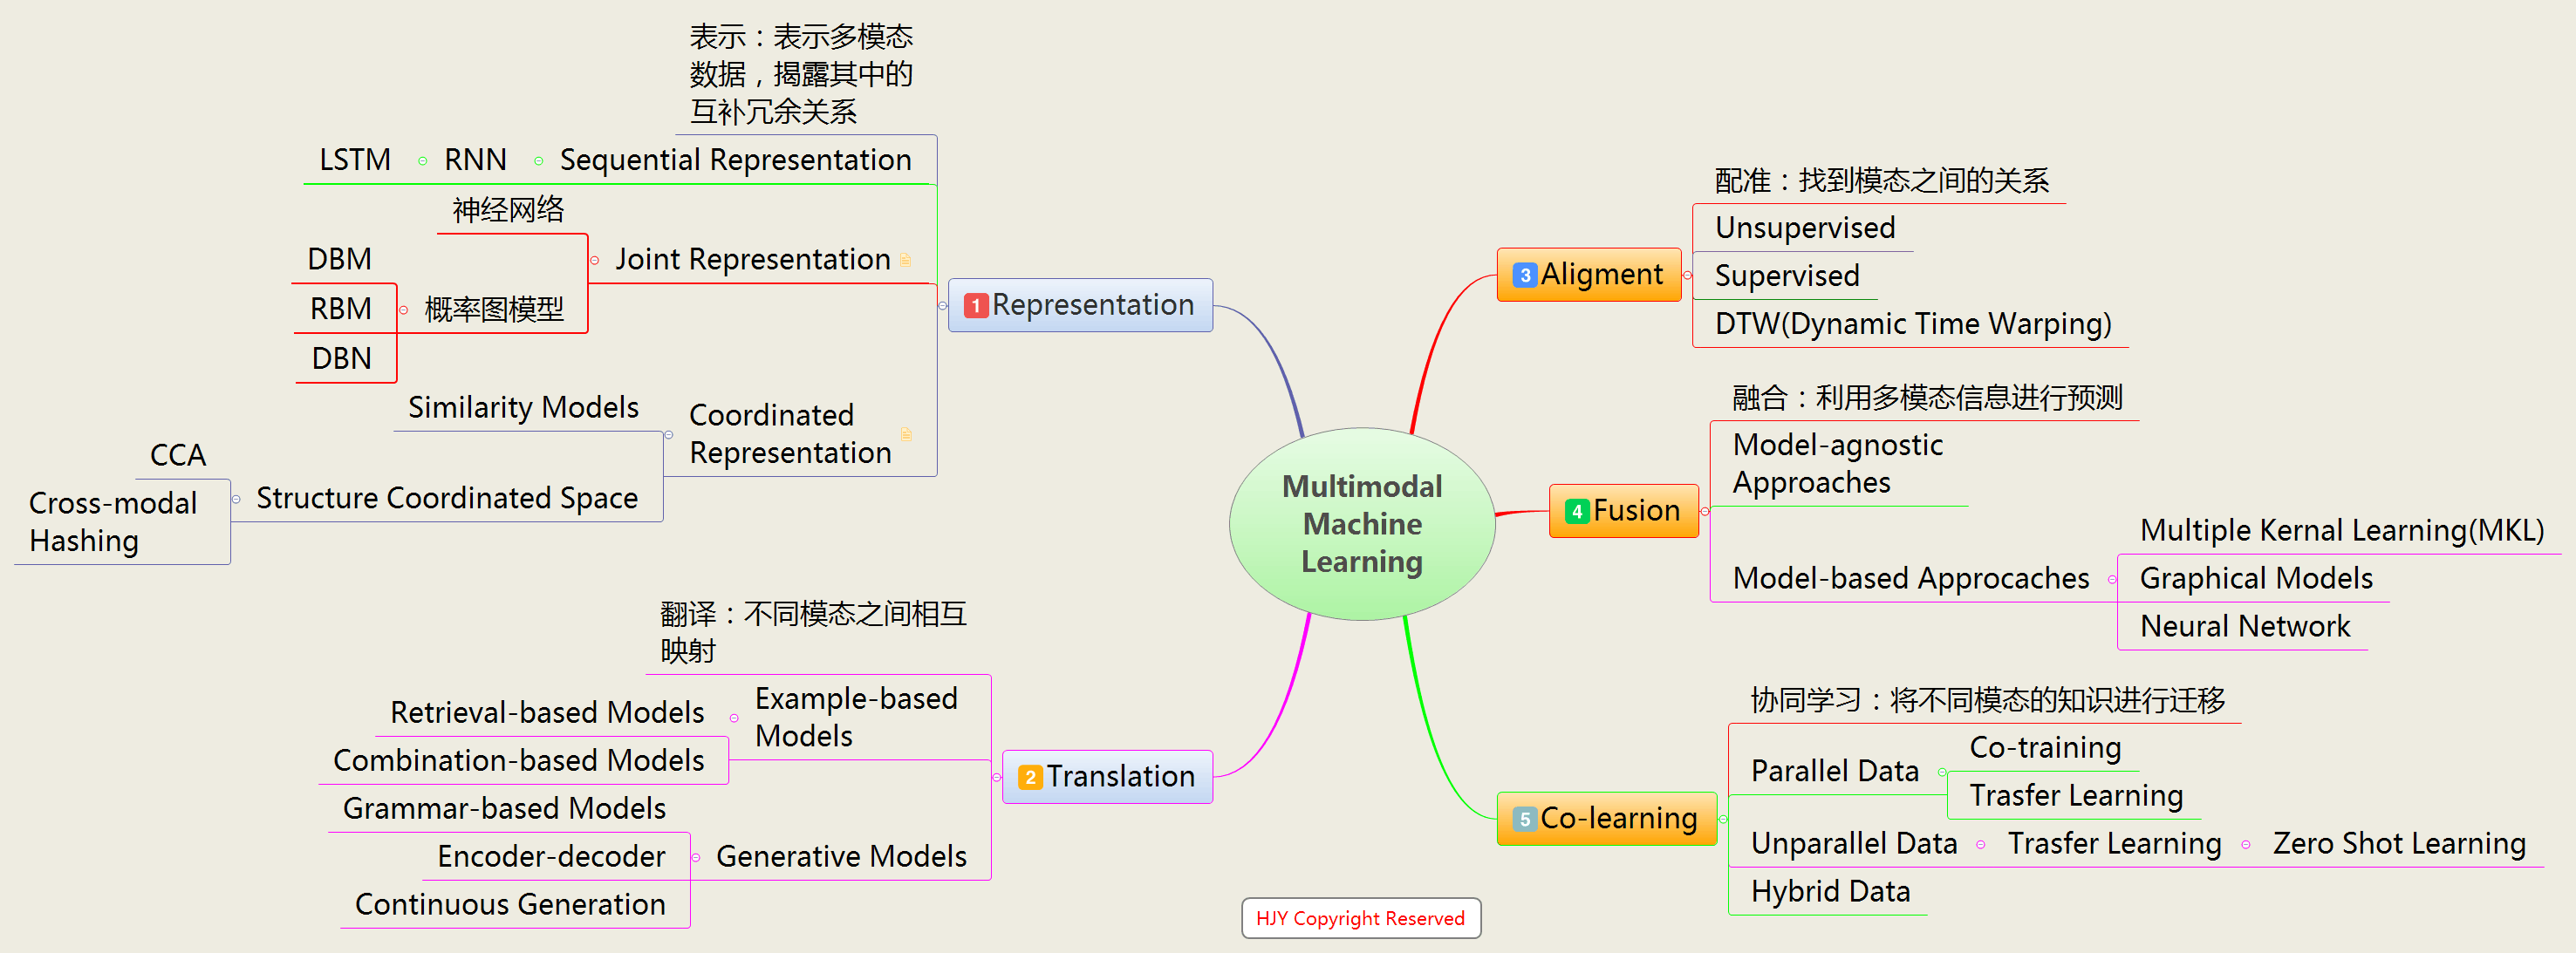 Multimodal
Machine
Learning
1 Representation
表示：表示多模态
数据，揭露其中的
互补冗余关系
Sequential Representation
RNN
LSTM
Joint Representation
神经网络
概率图模型
DBM
RBM
DBN
Coordinated
Representation
Similarity Models
Structure Coordinated Space
CCA
Cross-modal
Hashing
2 Translation
翻译：不同模态之间相互
映射
Example-based
Models
Retrieval-based Models
Combination-based Models
Generative Models
Grammar-based Models
Encoder-decoder
Continuous Generation
3 Aligment
配准：找到模态之间的关系
Unsupervised
Supervised
DTW(Dynamic Time Warping)
4 Fusion
融合：利用多模态信息进行预测
Model-agnostic
Approaches
Model-based Approcaches
Multiple Kernal Learning(MKL)
Graphical Models
Neural Network
5 Co-learning
协同学习：将不同模态的知识进行迁移
Parallel Data
Co-training
Trasfer Learning
Unparallel Data
Trasfer Learning
Zero Shot Learning
Hybrid Data
HJY Copyright Reserved